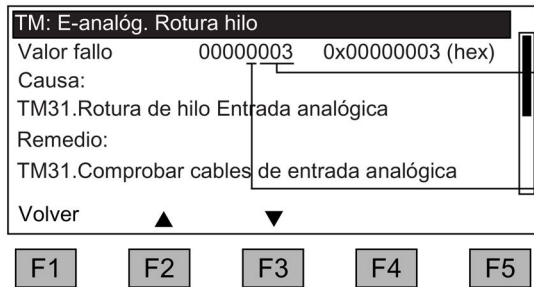 TM: E-analóg. Rotura hilo
Valor fallo 00000003 0x00000003 (hex)
Causa:
TM31.Rotura de hilo Entrada analógica
Remedio:
TM31.Comprobar cables de entrada analógica
Volver ▲ ▼
F1 F2 F3 F4 F5